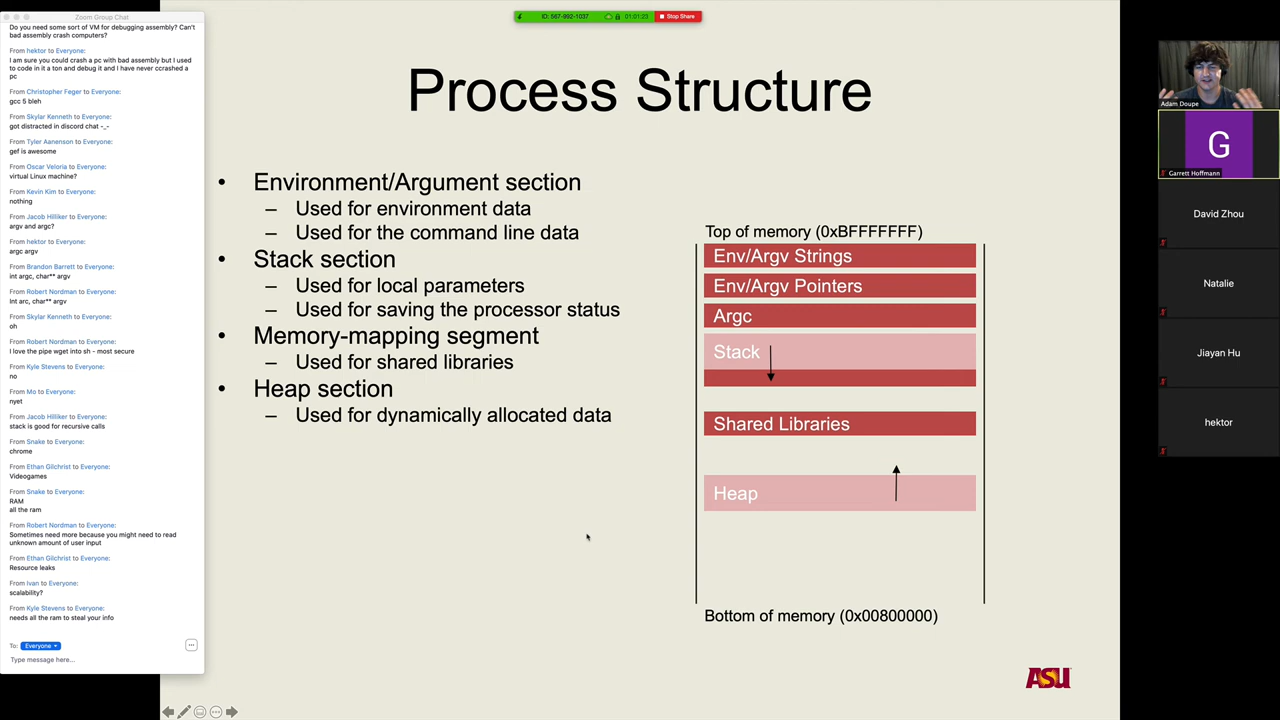 Zoom Group Chat
Do you need some sort of VM for debugging assembly? Can't
bad assembly crash computers?
From hektor to Everyone:
I am sure you could crash a pc with bad assembly but I used
to code in it a ton and debug it and I have never ccrashed a
pc
From Christopher Feger to Everyone:
gcc 5 bleh
From Skylar Kenneth to Everyone:
got distracted in discord chat -_-
From Tyler Aanenson to Everyone:
gef is awesome
From Oscar Veloria to Everyone:
virtual Linux machine?
From Kevin Kim to Everyone:
nothing
From Jacob Hilliker to Everyone:
argv and argc?
From hektor to Everyone:
argc argv
From Brandon Barrett to Everyone:
int argc, char** argv
From Robert Nordman to Everyone:
Int arc, char** argv
From Skylar Kenneth to Everyone:
oh
From Robert Nordman to Everyone:
I love the pipe wget into sh - most secure
From Kyle Stevens to Everyone:
no
From Mo to Everyone:
nyet
From Jacob Hilliker to Everyone:
stack is good for recursive calls
From Snake to Everyone:
chrome
From Ethan Gilchrist to Everyone:
Videogames
From Snake to Everyone:
RAM
all the ram
From Robert Nordman to Everyone:
Sometimes need more because you might need to read
unknown amount of user input
From Ethan Gilchrist to Everyone:
Resource leaks
From Ivan to Everyone:
scalability?
From Kyle Stevens to Everyone:
needs all the ram to steal your info
To: Everyone
Type message here...
ID: 567-992-1037 01:01:23 Stop Share
Process Structure
• Environment/Argument section
– Used for environment data
– Used for the command line data
• Stack section
– Used for local parameters
– Used for saving the processor status
• Memory-mapping segment
– Used for shared libraries
• Heap section
– Used for dynamically allocated data
Top of memory (0xBFFFFFFF)
Env/Argv Strings
Env/Argv Pointers
Argc
Stack
Shared Libraries
Heap
Bottom of memory (0x00800000)
ASU
Adam Doupe
G
Garrett Hoffmann
David Zhou
Natalie
Jiayan Hu
hektor